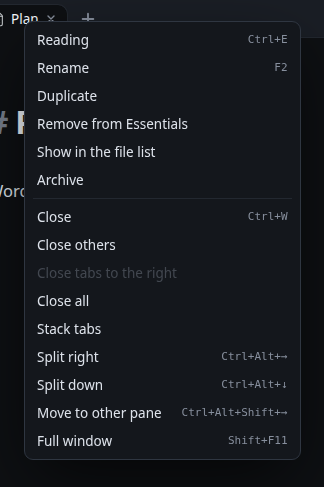 Plan × +
Reading Ctrl+E
Rename F2
Duplicate
Remove from Essentials
Show in the file list
Archive
Close Ctrl+W
Close others
Close tabs to the right
Close all
Stack tabs
Split right Ctrl+Alt+→
Split down Ctrl+Alt+↓
Move to other pane Ctrl+Alt+Shift+→
Full window Shift+F11